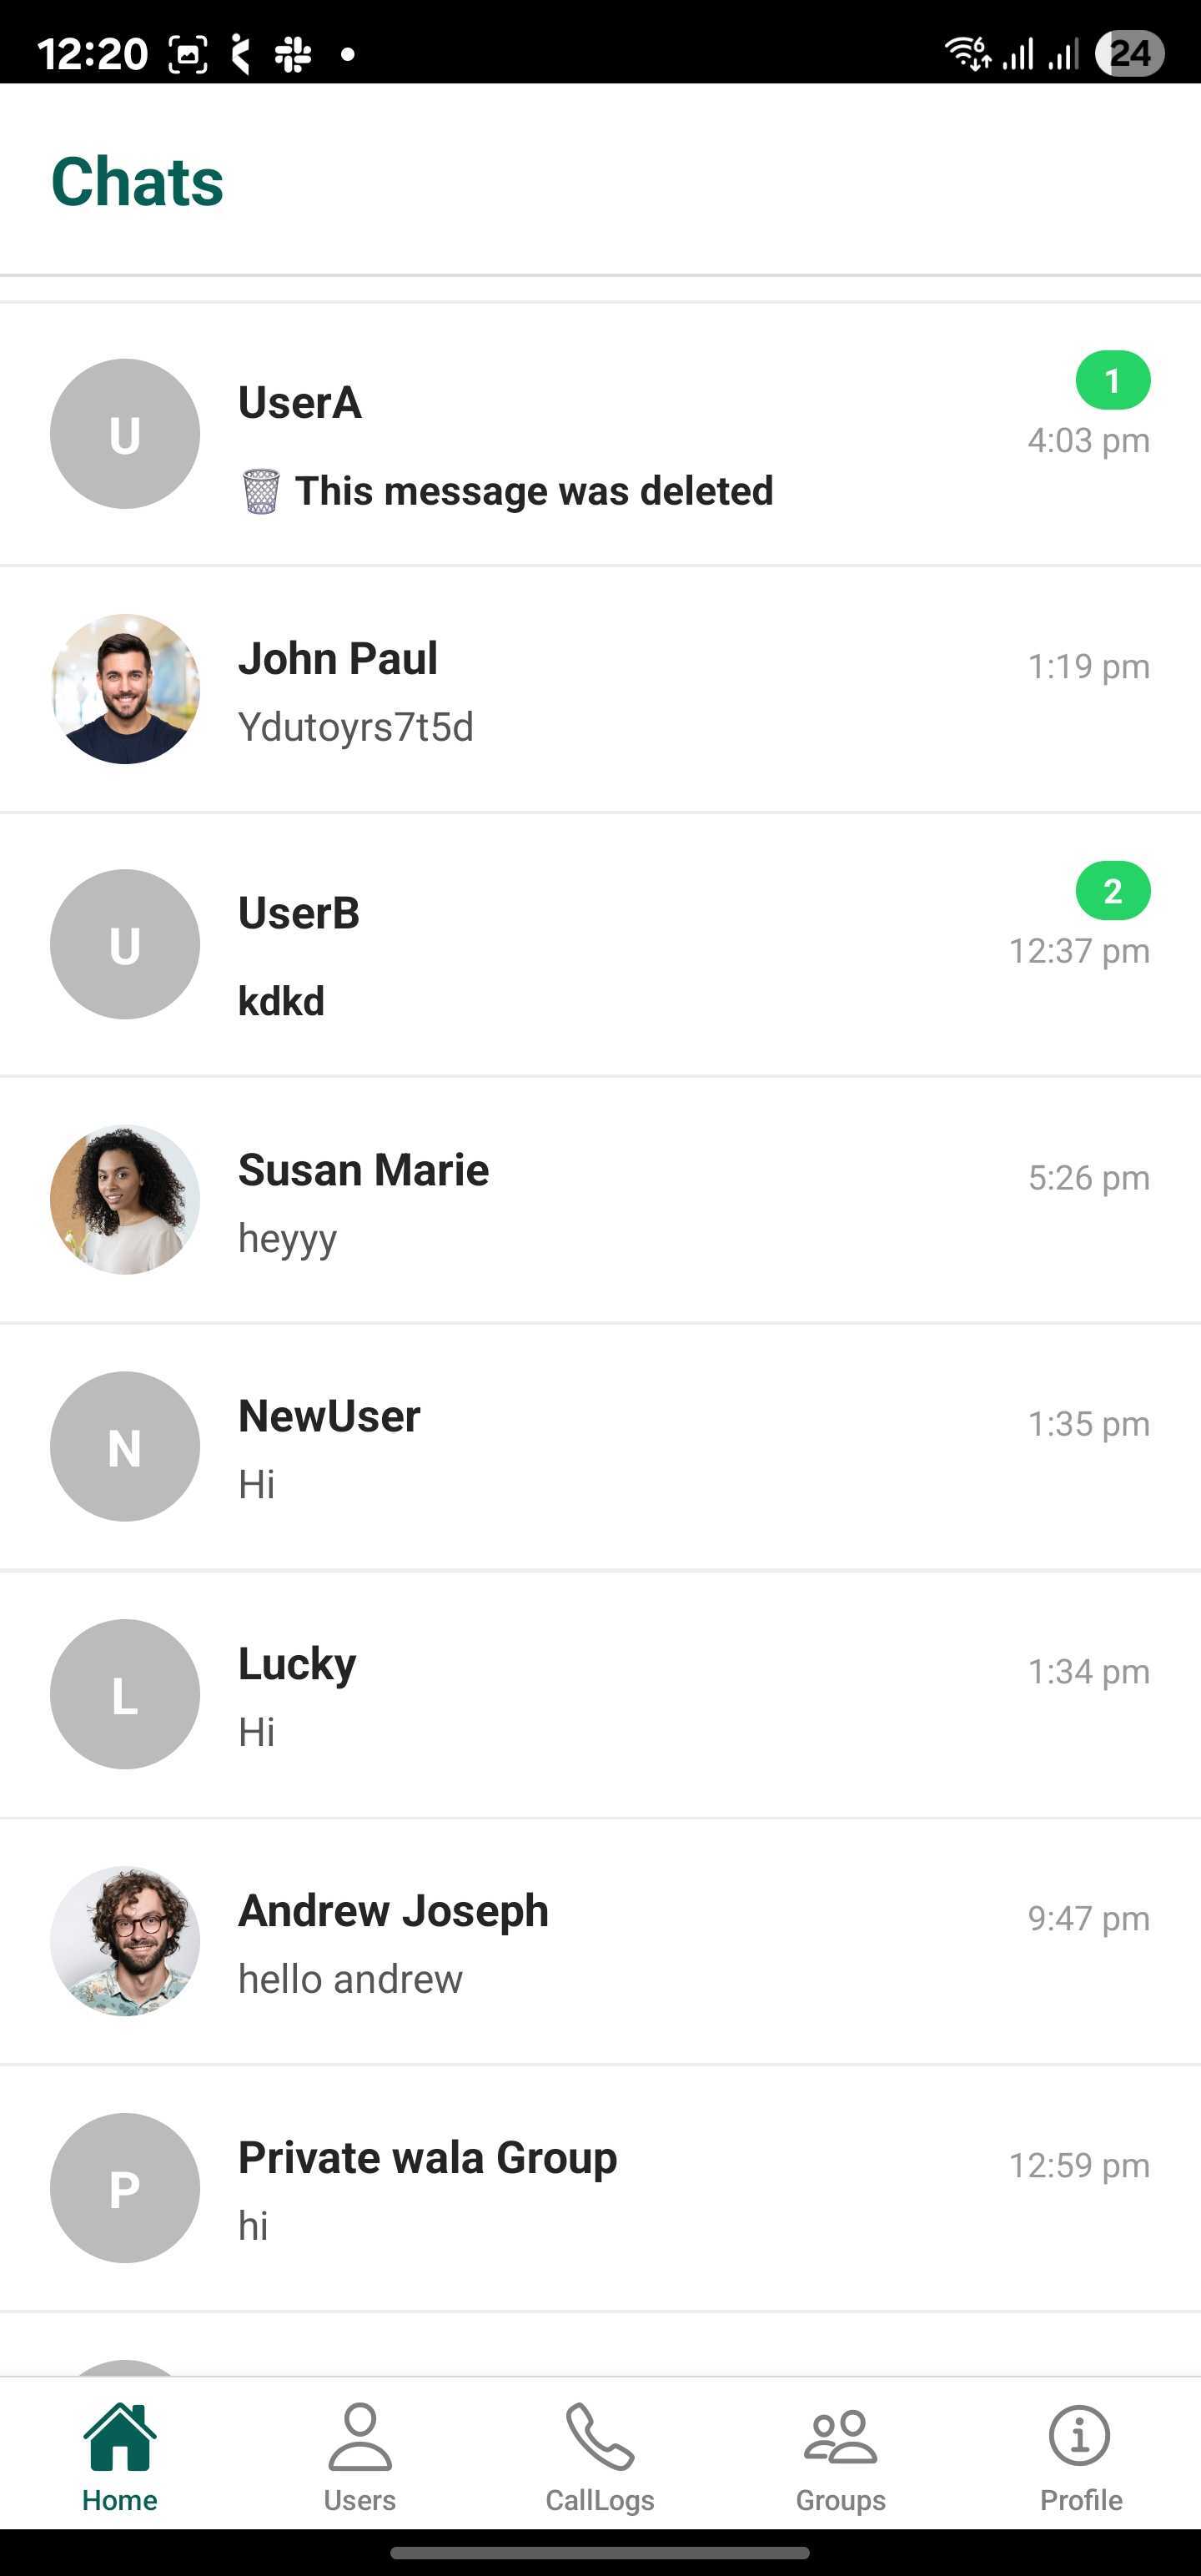 12:20
24
Chats
U
UserA
1
4:03 pm
🗑️ This message was deleted
John Paul
1:19 pm
Ydutoyrs7t5d
U
UserB
2
12:37 pm
kdkd
Susan Marie
5:26 pm
heyyy
N
NewUser
1:35 pm
Hi
L
Lucky
1:34 pm
Hi
Andrew Joseph
9:47 pm
hello andrew
P
Private wala Group
12:59 pm
hi
Home Users CallLogs Groups Profile